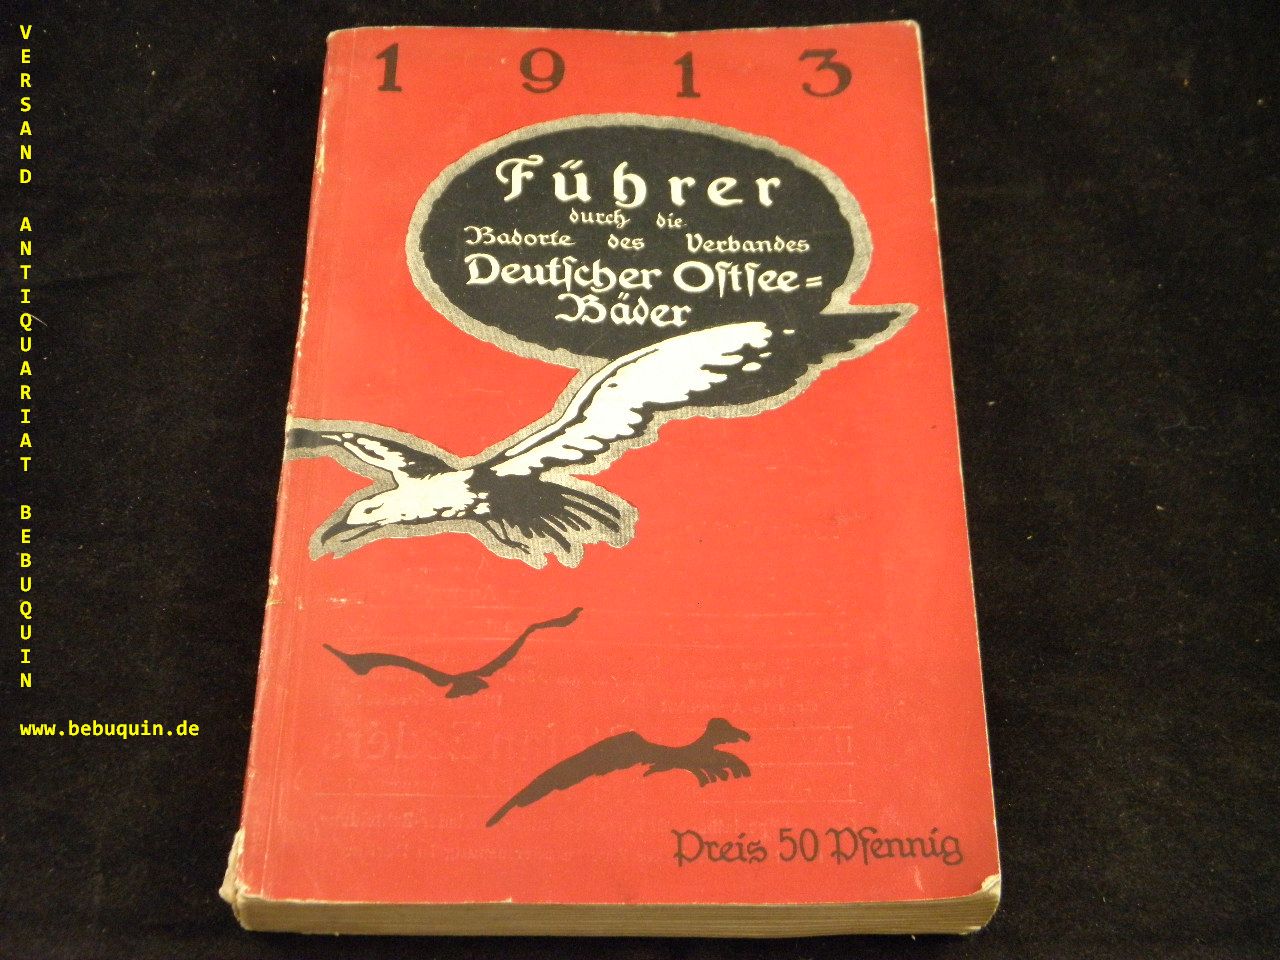 VERSAND ANTIQUARIAT BEBUQUIN
www.bebuquin.de
1913
Führer
durch die
Badorte des Verbandes
Deutſcher Oſtſee=
Bäder
Preis 50 Pfennig